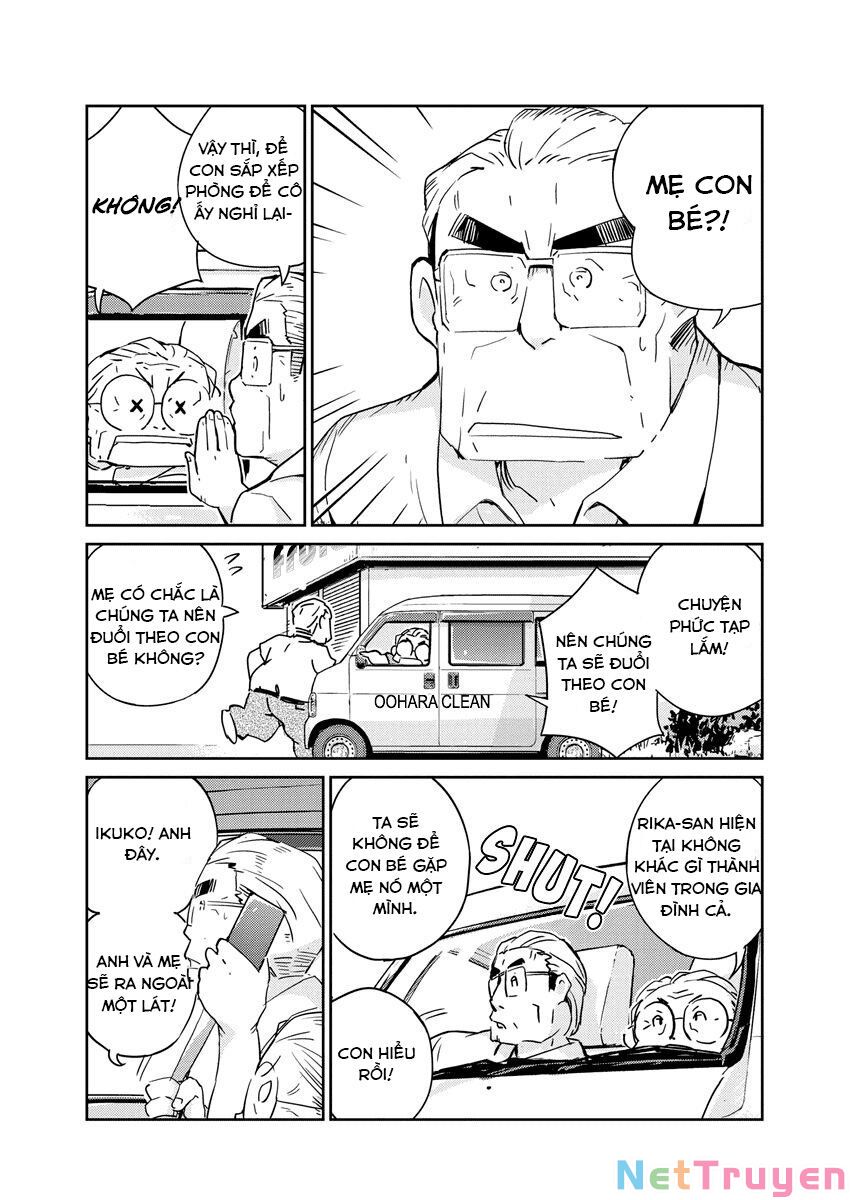 MẸ CON
BÉ?!
VẬY THÌ, ĐỂ
CON SẮP XẾP
PHÒNG ĐỂ CÔ
ẤY NGHỈ LẠI-
KHÔNG!
CHUYỆN
PHỨC TẠP
LẮM!
NÊN CHÚNG
TA SẼ ĐUỔI
THEO CON
BÉ!
OOHARA CLEAN
MẸ CÓ CHẮC LÀ
CHÚNG TA NÊN
ĐUỔI THEO CON
BÉ KHÔNG?
RIKA-SAN HIỆN
TẠI KHÔNG
KHÁC GÌ THÀNH
VIÊN TRONG GIA
ĐÌNH CẢ.
SHUT!
TA SẼ
KHÔNG ĐỂ
CON BÉ GẶP
MẸ NÓ MỘT
MÌNH.
CON HIỂU
RỒI!
IKUKO! ANH
ĐÂY.
ANH VÀ MẸ
SẼ RA NGOÀI
MỘT LÁT!
NetTruyen